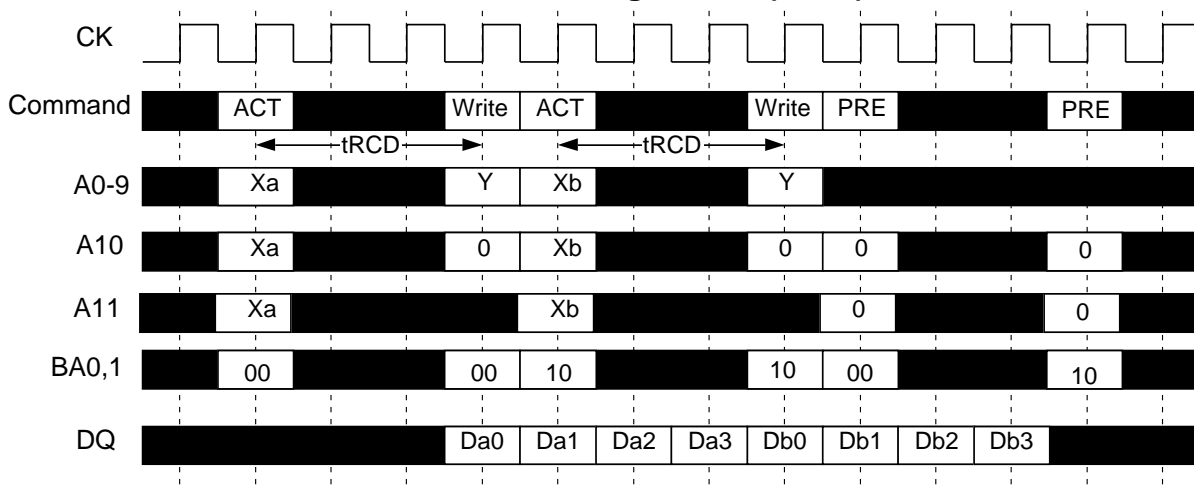 CK
Command ACT Write ACT Write PRE PRE
tRCD tRCD
A0-9 Xa Y Xb Y
A10 Xa 0 Xb 0 0 0
A11 Xa Xb 0 0
BA0,1 00 00 10 10 00 10
DQ Da0 Da1 Da2 Da3 Db0 Db1 Db2 Db3